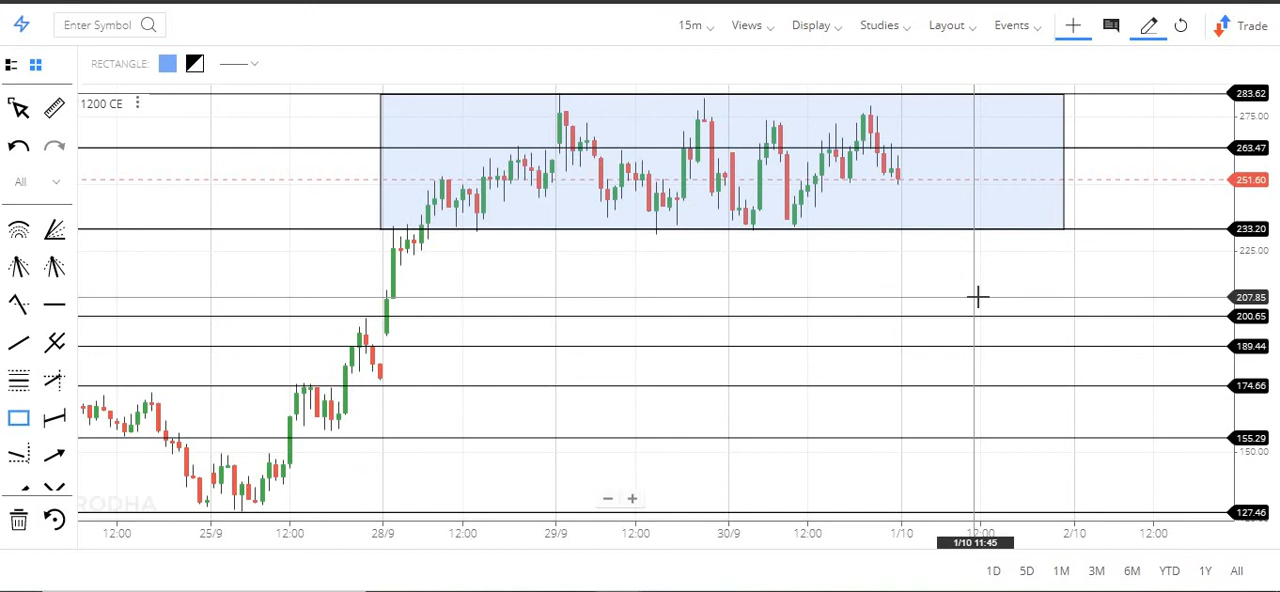 Enter Symbol
15m Views Display Studies Layout Events Trade
RECTANGLE:
1200 CE
All
283.62
275.00
263.47
251.60
233.20
225.00
207.85
200.65
189.44
174.66
155.29
150.00
127.46
RODHA
12:00 25/9 12:00 28/9 12:00 29/9 12:00 30/9 12:00 1/10 12:00 2/10 12:00
1/10 11:45
1D 5D 1M 3M 6M YTD 1Y All